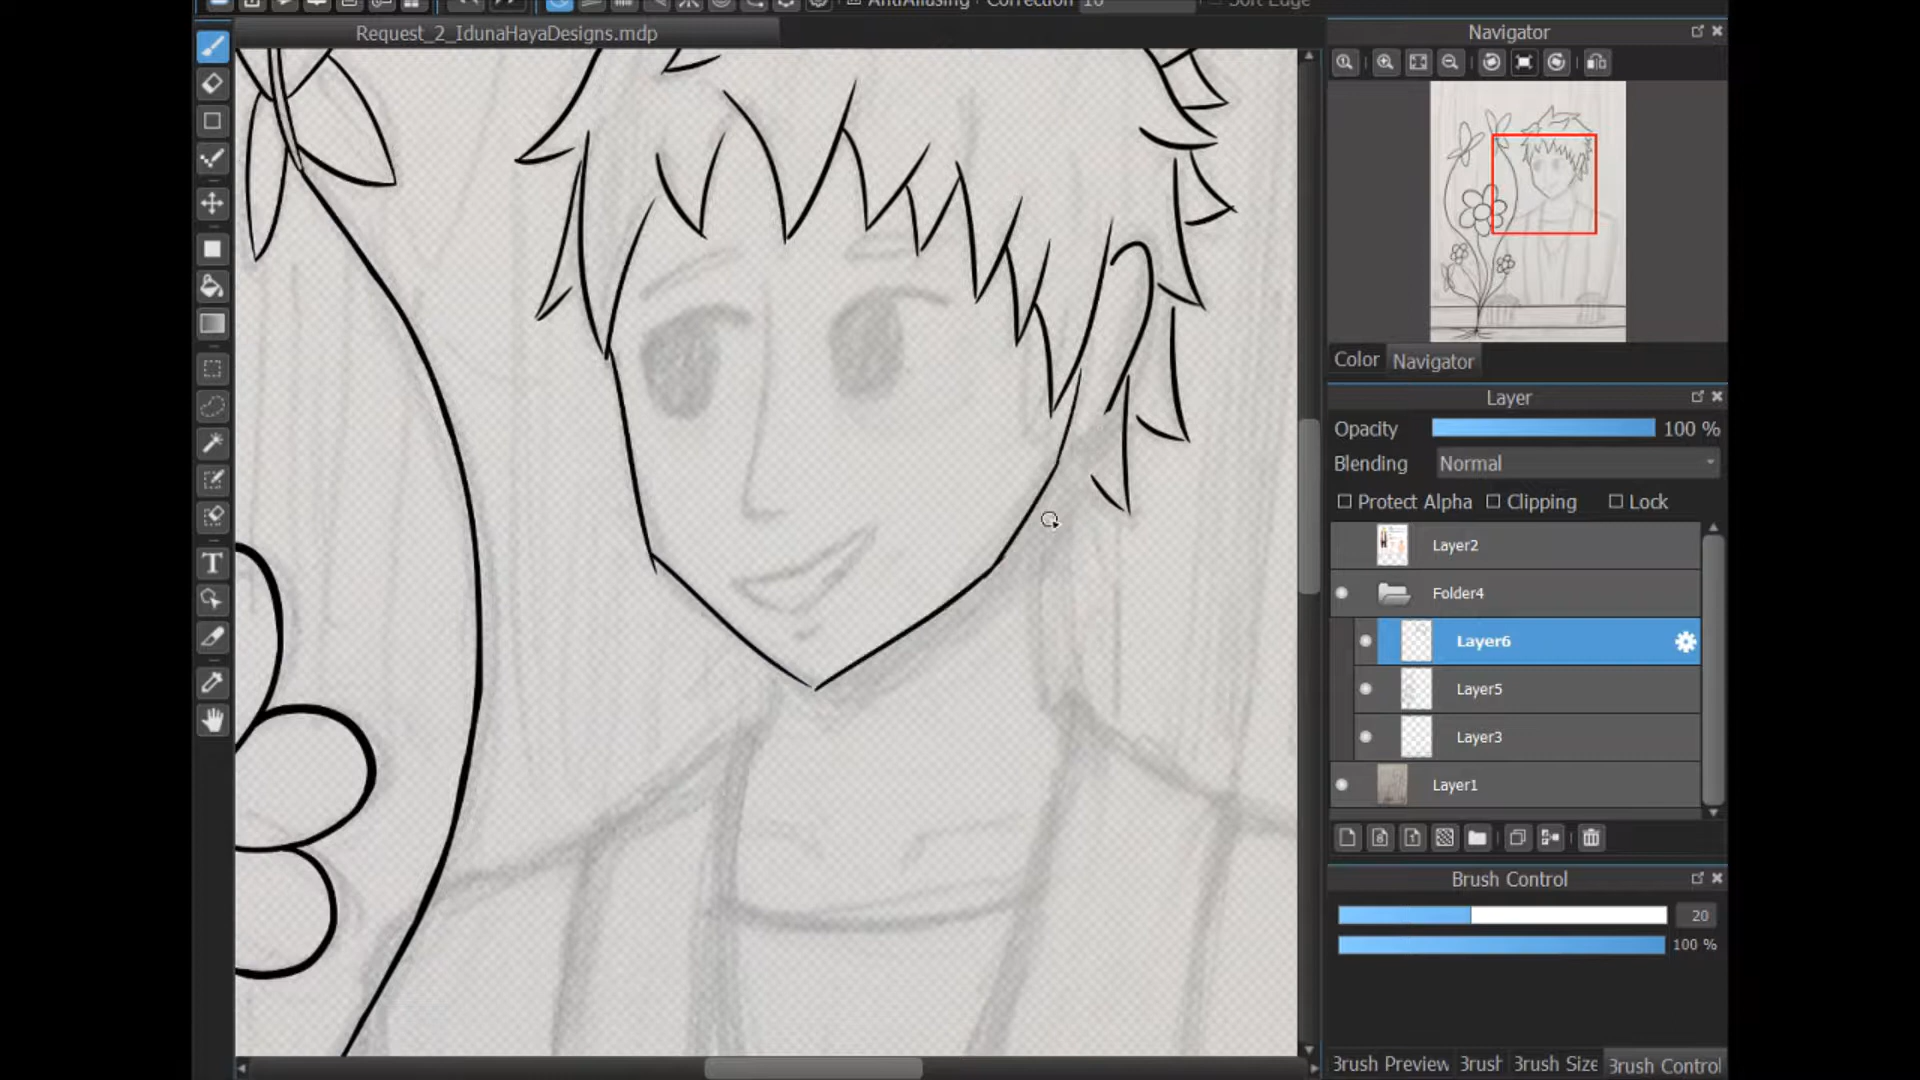 AntiAliasing
Correction 10
Soft Edge
Request_2_IdunaHayaDesigns.mdp
Navigator
Color
Navigator
Layer
Opacity
100 %
Blending
Normal
Protect Alpha
Clipping
Lock
Layer2
Folder4
Layer6
Layer5
Layer3
Layer1
Brush Control
20
100 %
Brush Preview
Brush Size
Brush Control